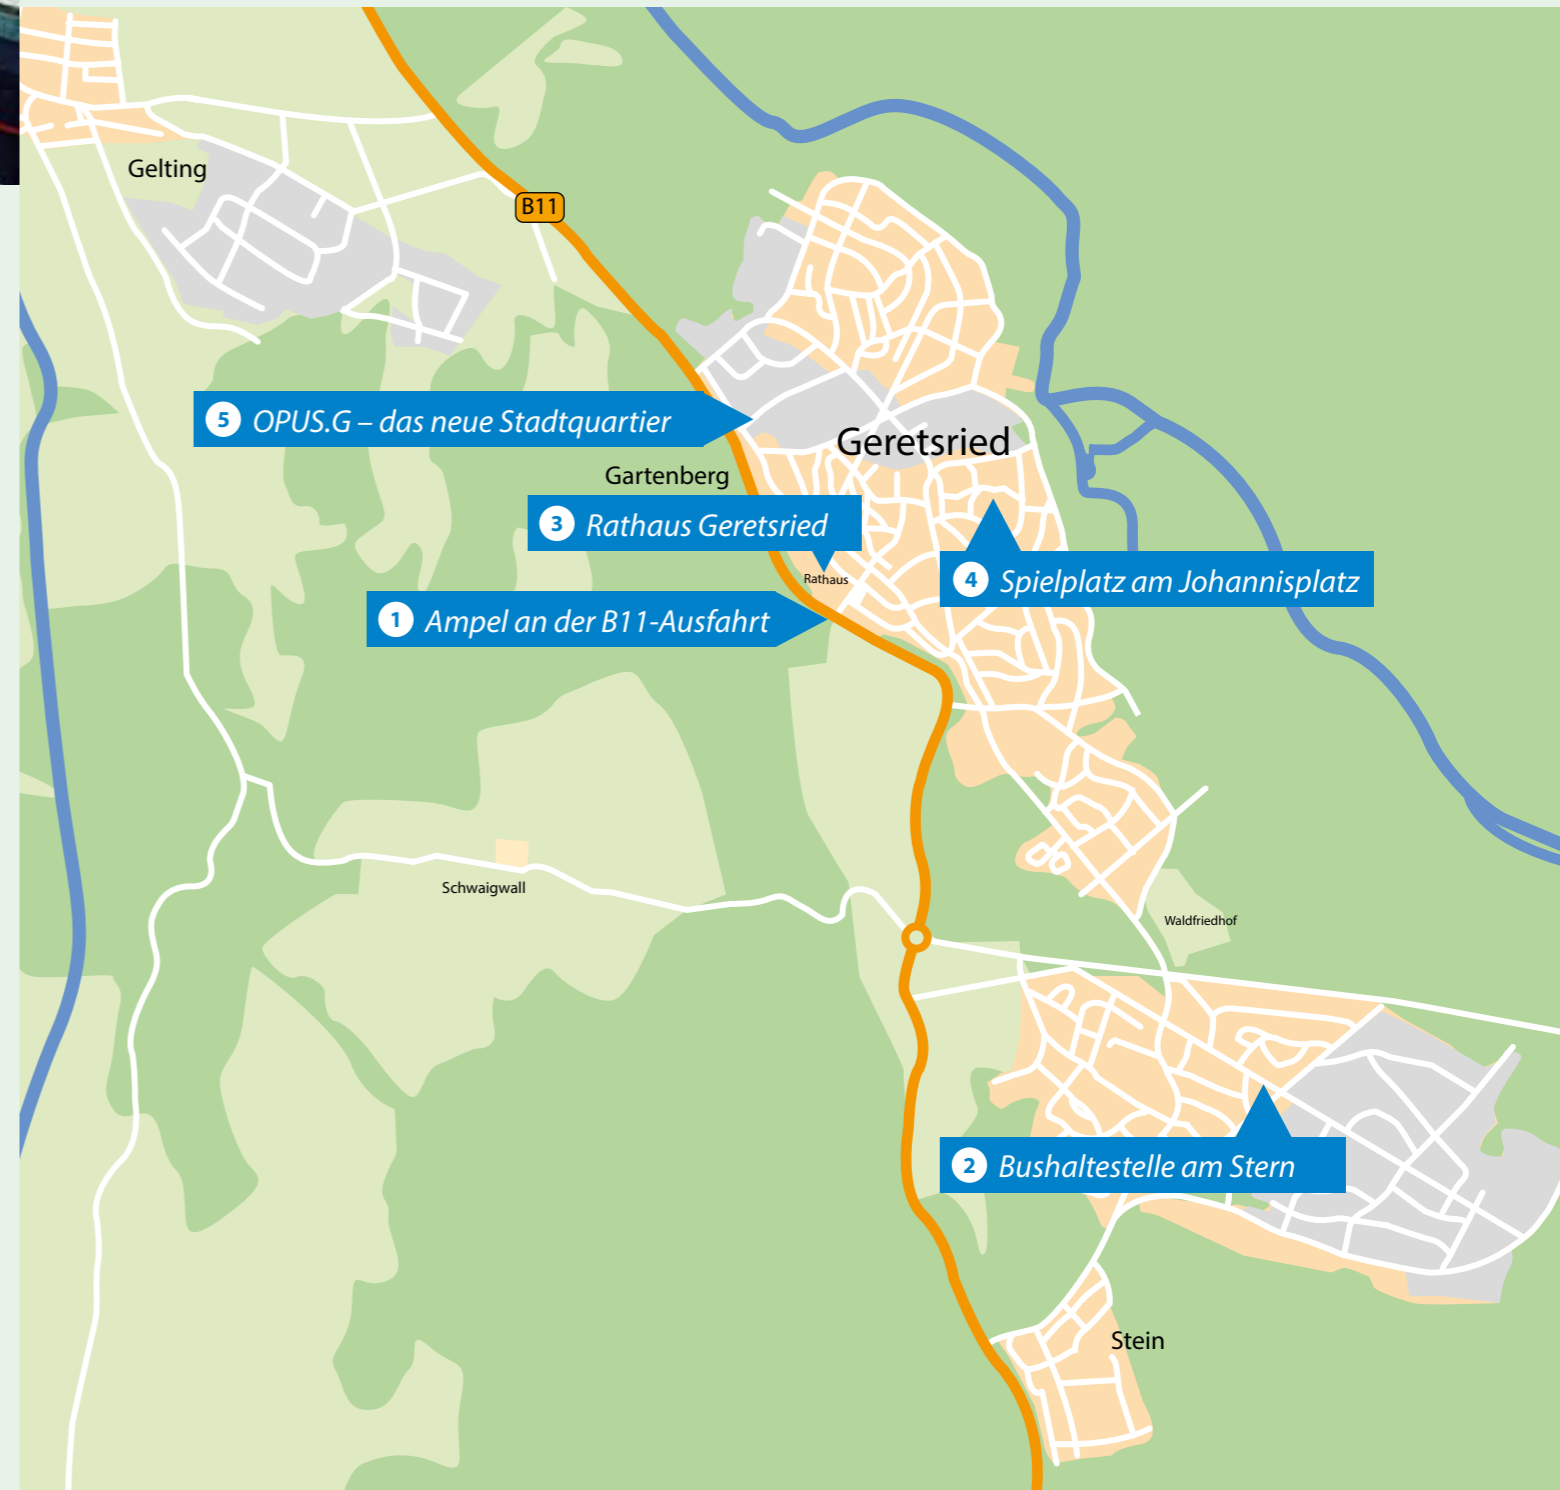 Gelting
B11
5 OPUS.G – das neue Stadtquartier
Geretsried
Gartenberg
3 Rathaus Geretsried
Rathaus
4 Spielplatz am Johannisplatz
1 Ampel an der B11-Ausfahrt
Schwaigwall
Waldfriedhof
2 Bushaltestelle am Stern
Stein